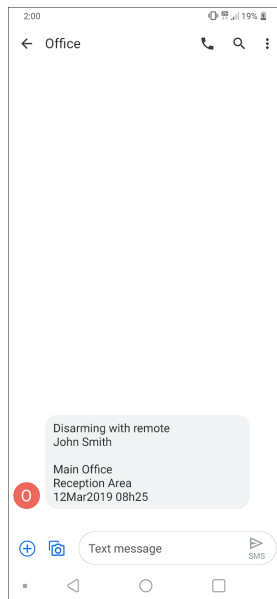 2:00
19%
Office
Disarming with remote
John Smith
Main Office
Reception Area
12Mar2019 08h25
O
Text message
SMS